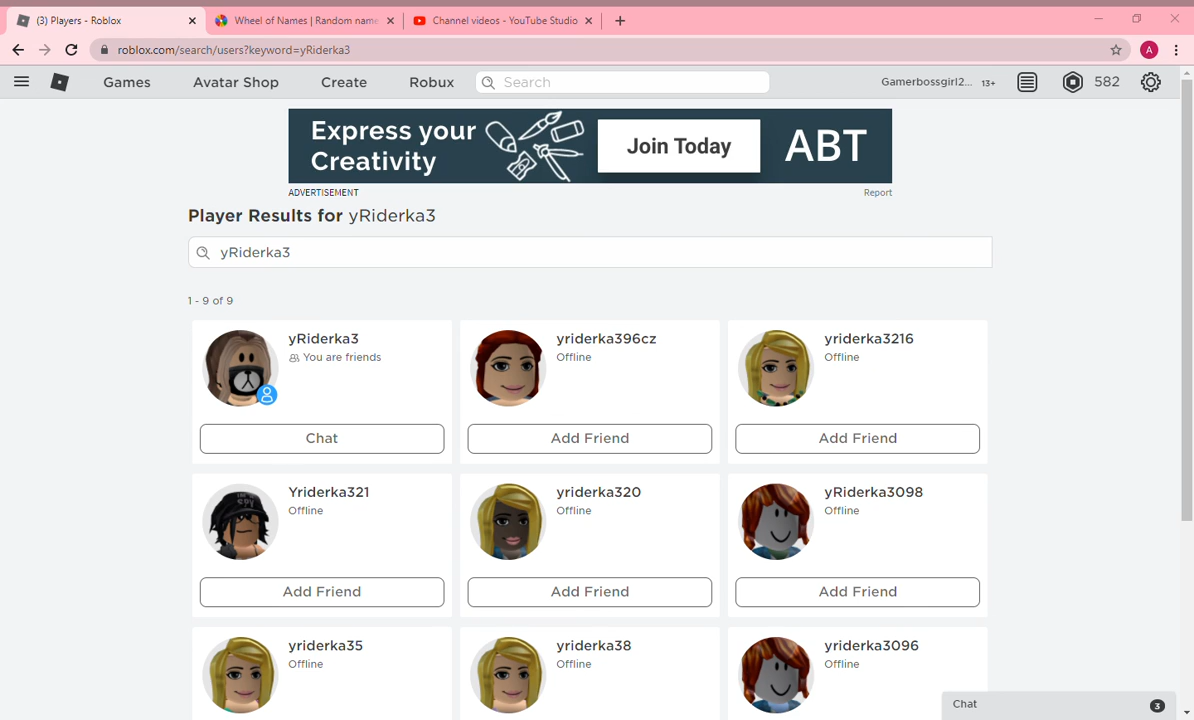 (3) Players - Roblox
Wheel of Names | Random name
Channel videos - YouTube Studio
roblox.com/search/users?keyword=yRiderka3
A
Games Avatar Shop Create Robux Search Gamerbossgirl2... 13+ 582
Express your
Creativity
Join Today
ABT
ADVERTISEMENT
Report
Player Results for yRiderka3
yRiderka3
1 - 9 of 9
yRiderka3
You are friends
Chat
yriderka396cz
Offline
Add Friend
yriderka3216
Offline
Add Friend
Yriderka321
Offline
Add Friend
yriderka320
Offline
Add Friend
yRiderka3098
Offline
Add Friend
yriderka35
Offline
yriderka38
Offline
yriderka3096
Offline
Chat 3